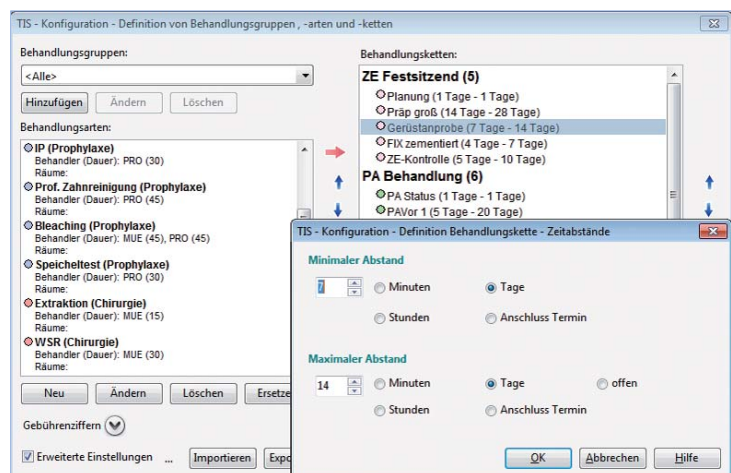 TIS - Konfiguration - Definition von Behandlungsgruppen , -arten und -ketten
Behandlungsgruppen:
<Alle>
Hinzufügen
Ändern
Löschen
Behandlungsarten:
IP (Prophylaxe)
Behandler (Dauer): PRO (30)
Räume:
Prof. Zahnreinigung (Prophylaxe)
Behandler (Dauer): PRO (45)
Räume:
Bleaching (Prophylaxe)
Behandler (Dauer): MUE (45), PRO (45)
Räume:
Speicheltest (Prophylaxe)
Behandler (Dauer): PRO (30)
Räume:
Extraktion (Chirurgie)
Behandler (Dauer): MUE (15)
Räume:
WSR (Chirurgie)
Behandler (Dauer): MUE (30)
Räume:
Neu
Ändern
Löschen
Ersetze
Gebührenziffern
Erweiterte Einstellungen ...
Importieren
Expo
Behandlungsketten:
ZE Festsitzend (5)
Planung (1 Tage - 1 Tage)
Präp groß (14 Tage - 28 Tage)
Gerüstanprobe (7 Tage - 14 Tage)
FIX zementiert (4 Tage - 7 Tage)
ZE-Kontrolle (5 Tage - 10 Tage)
PA Behandlung (6)
PA Status (1 Tage - 1 Tage)
PAVor 1 (5 Tage - 20 Tage)
TIS - Konfiguration - Definition Behandlungskette - Zeitabstände
Minimaler Abstand
7
Minuten
Tage
Stunden
Anschluss Termin
Maximaler Abstand
14
Minuten
Tage
offen
Stunden
Anschluss Termin
OK
Abbrechen
Hilfe